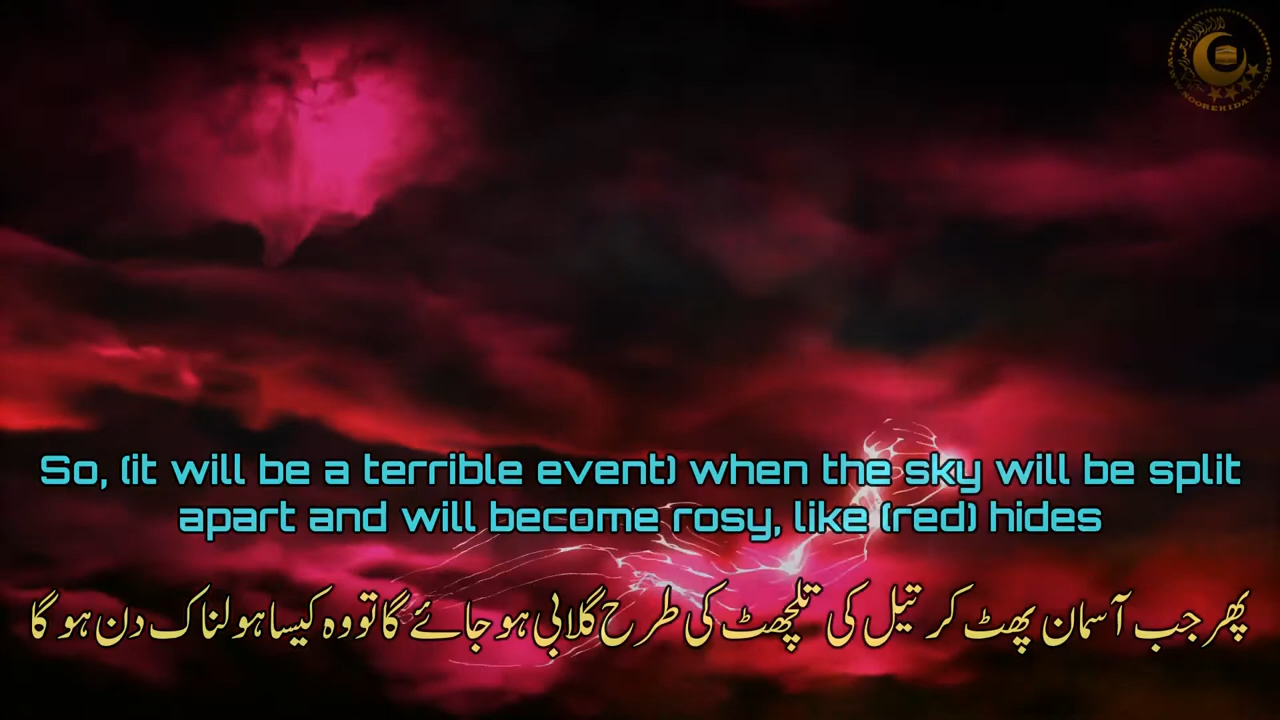 So, (it will be a terrible event) when the sky will be split
apart and will become rosy, like (red) hides
پھر جب آسمان پھٹ کر تیل کی تلچھٹ کی طرح گلابی ہو جائے گا تو وہ کیسا ہولناک دن ہو گا